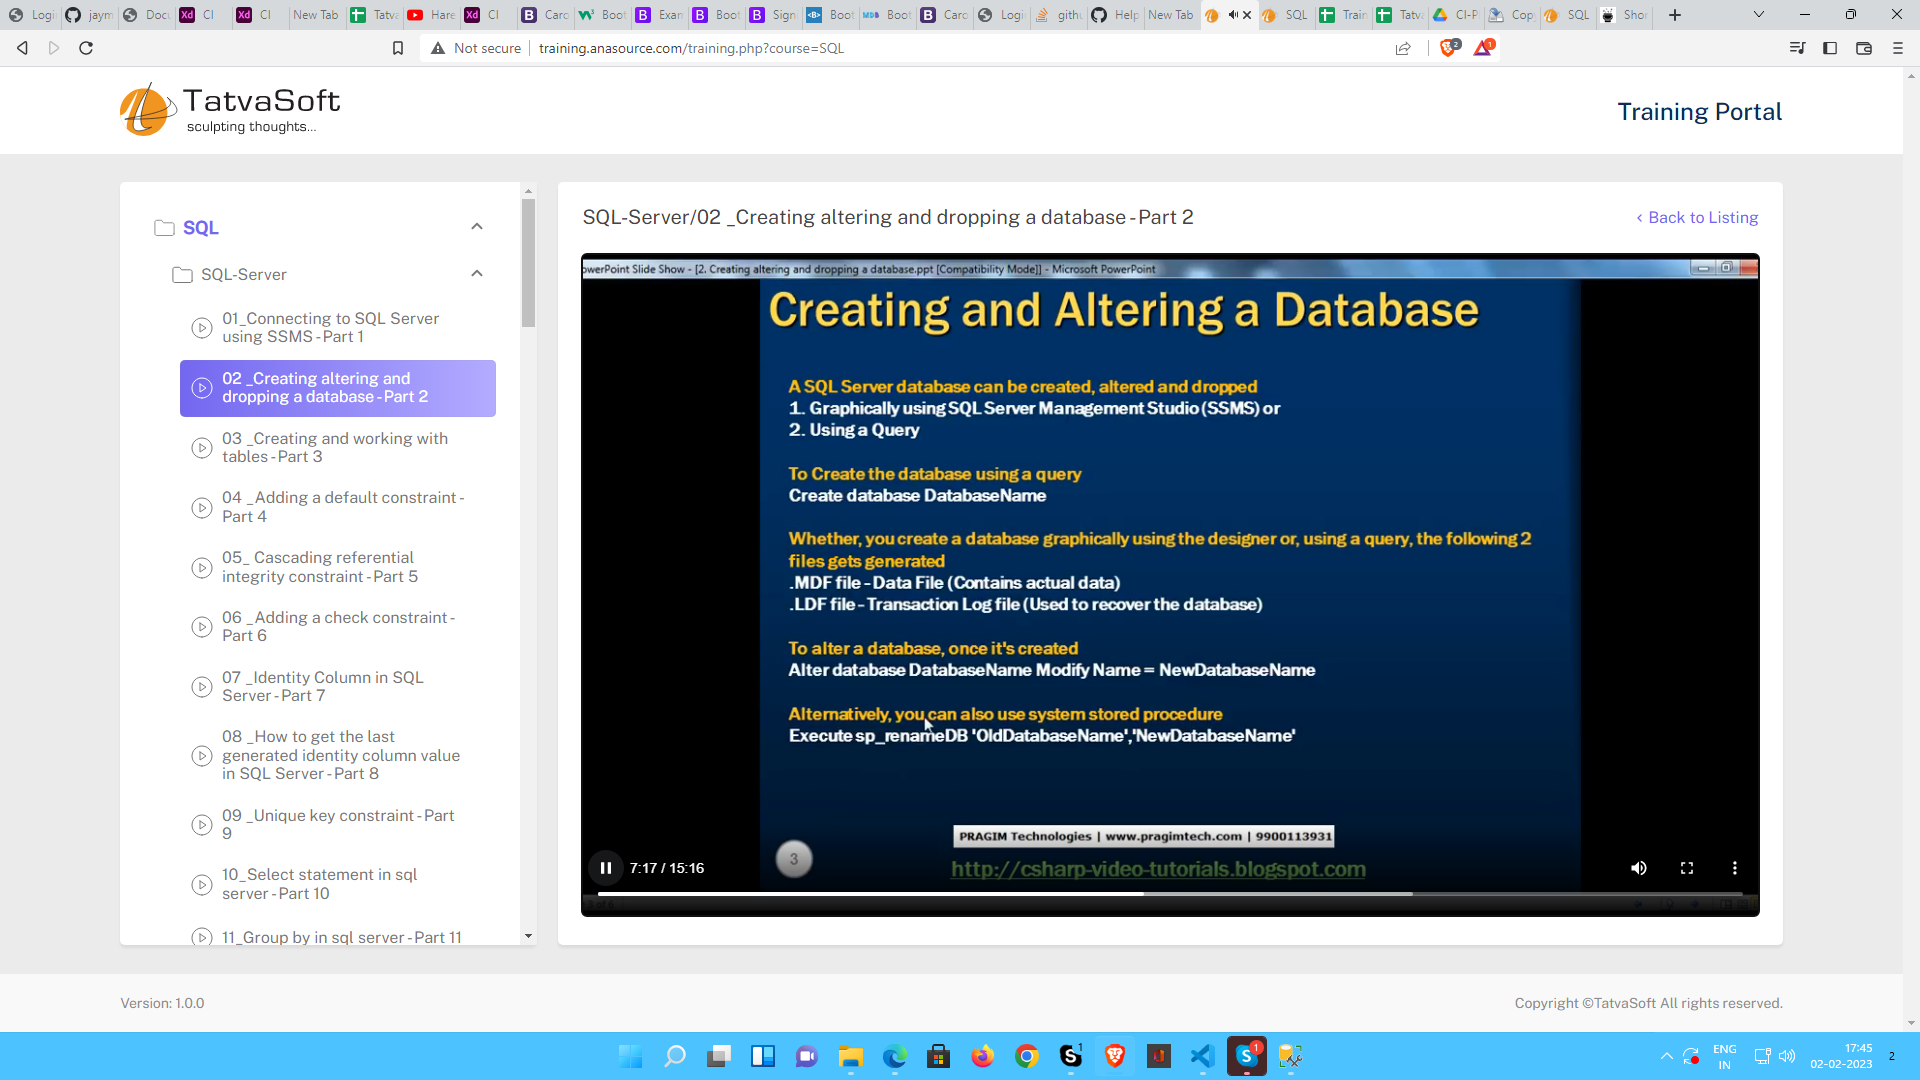 Logi
jaym
Docu
CI
CI
New Tab
Tatva
Hare
CI
Caro
Boot
Exam
Boot
Sign
Boot
Boot
Caro
Logi
gith
Help
New Tab
SQL
Train
Tatva
CI-P
Cop
SQL
Shor
Not secure
training.anasource.com/training.php?course=SQL
2
1
TatvaSoft
sculpting thoughts...
Training Portal
SQL
SQL-Server
01_Connecting to SQL Server
using SSMS - Part 1
02 _Creating altering and
dropping a database - Part 2
03 _Creating and working with
tables - Part 3
04 _Adding a default constraint -
Part 4
05_ Cascading referential
integrity constraint - Part 5
06 _Adding a check constraint -
Part 6
07 _Identity Column in SQL
Server - Part 7
08 _How to get the last
generated identity column value
in SQL Server - Part 8
09 _Unique key constraint - Part
9
10_Select statement in sql
server - Part 10
11_Group by in sql server - Part 11
SQL-Server/02 _Creating altering and dropping a database - Part 2
‹ Back to Listing
owerPoint Slide Show - [2. Creating altering and dropping a database.ppt [Compatibility Mode]] - Microsoft PowerPoint
Creating and Altering a Database
A SQL Server database can be created, altered and dropped
1. Graphically using SQL Server Management Studio (SSMS) or
2. Using a Query
To Create the database using a query
Create database DatabaseName
Whether, you create a database graphically using the designer or, using a query, the following 2
files gets generated
.MDF file - Data File (Contains actual data)
.LDF file - Transaction Log file (Used to recover the database)
To alter a database, once it's created
Alter database DatabaseName Modify Name = NewDatabaseName
Alternatively, you can also use system stored procedure
Execute sp_renameDB 'OldDatabaseName','NewDatabaseName'
PRAGIM Technologies | www.pragimtech.com | 9900113931
http://csharp-video-tutorials.blogspot.com
3
7:17 / 15:16
Version: 1.0.0
Copyright ©TatvaSoft All rights reserved.
1
1
ENG
IN
17:45
02-02-2023
2